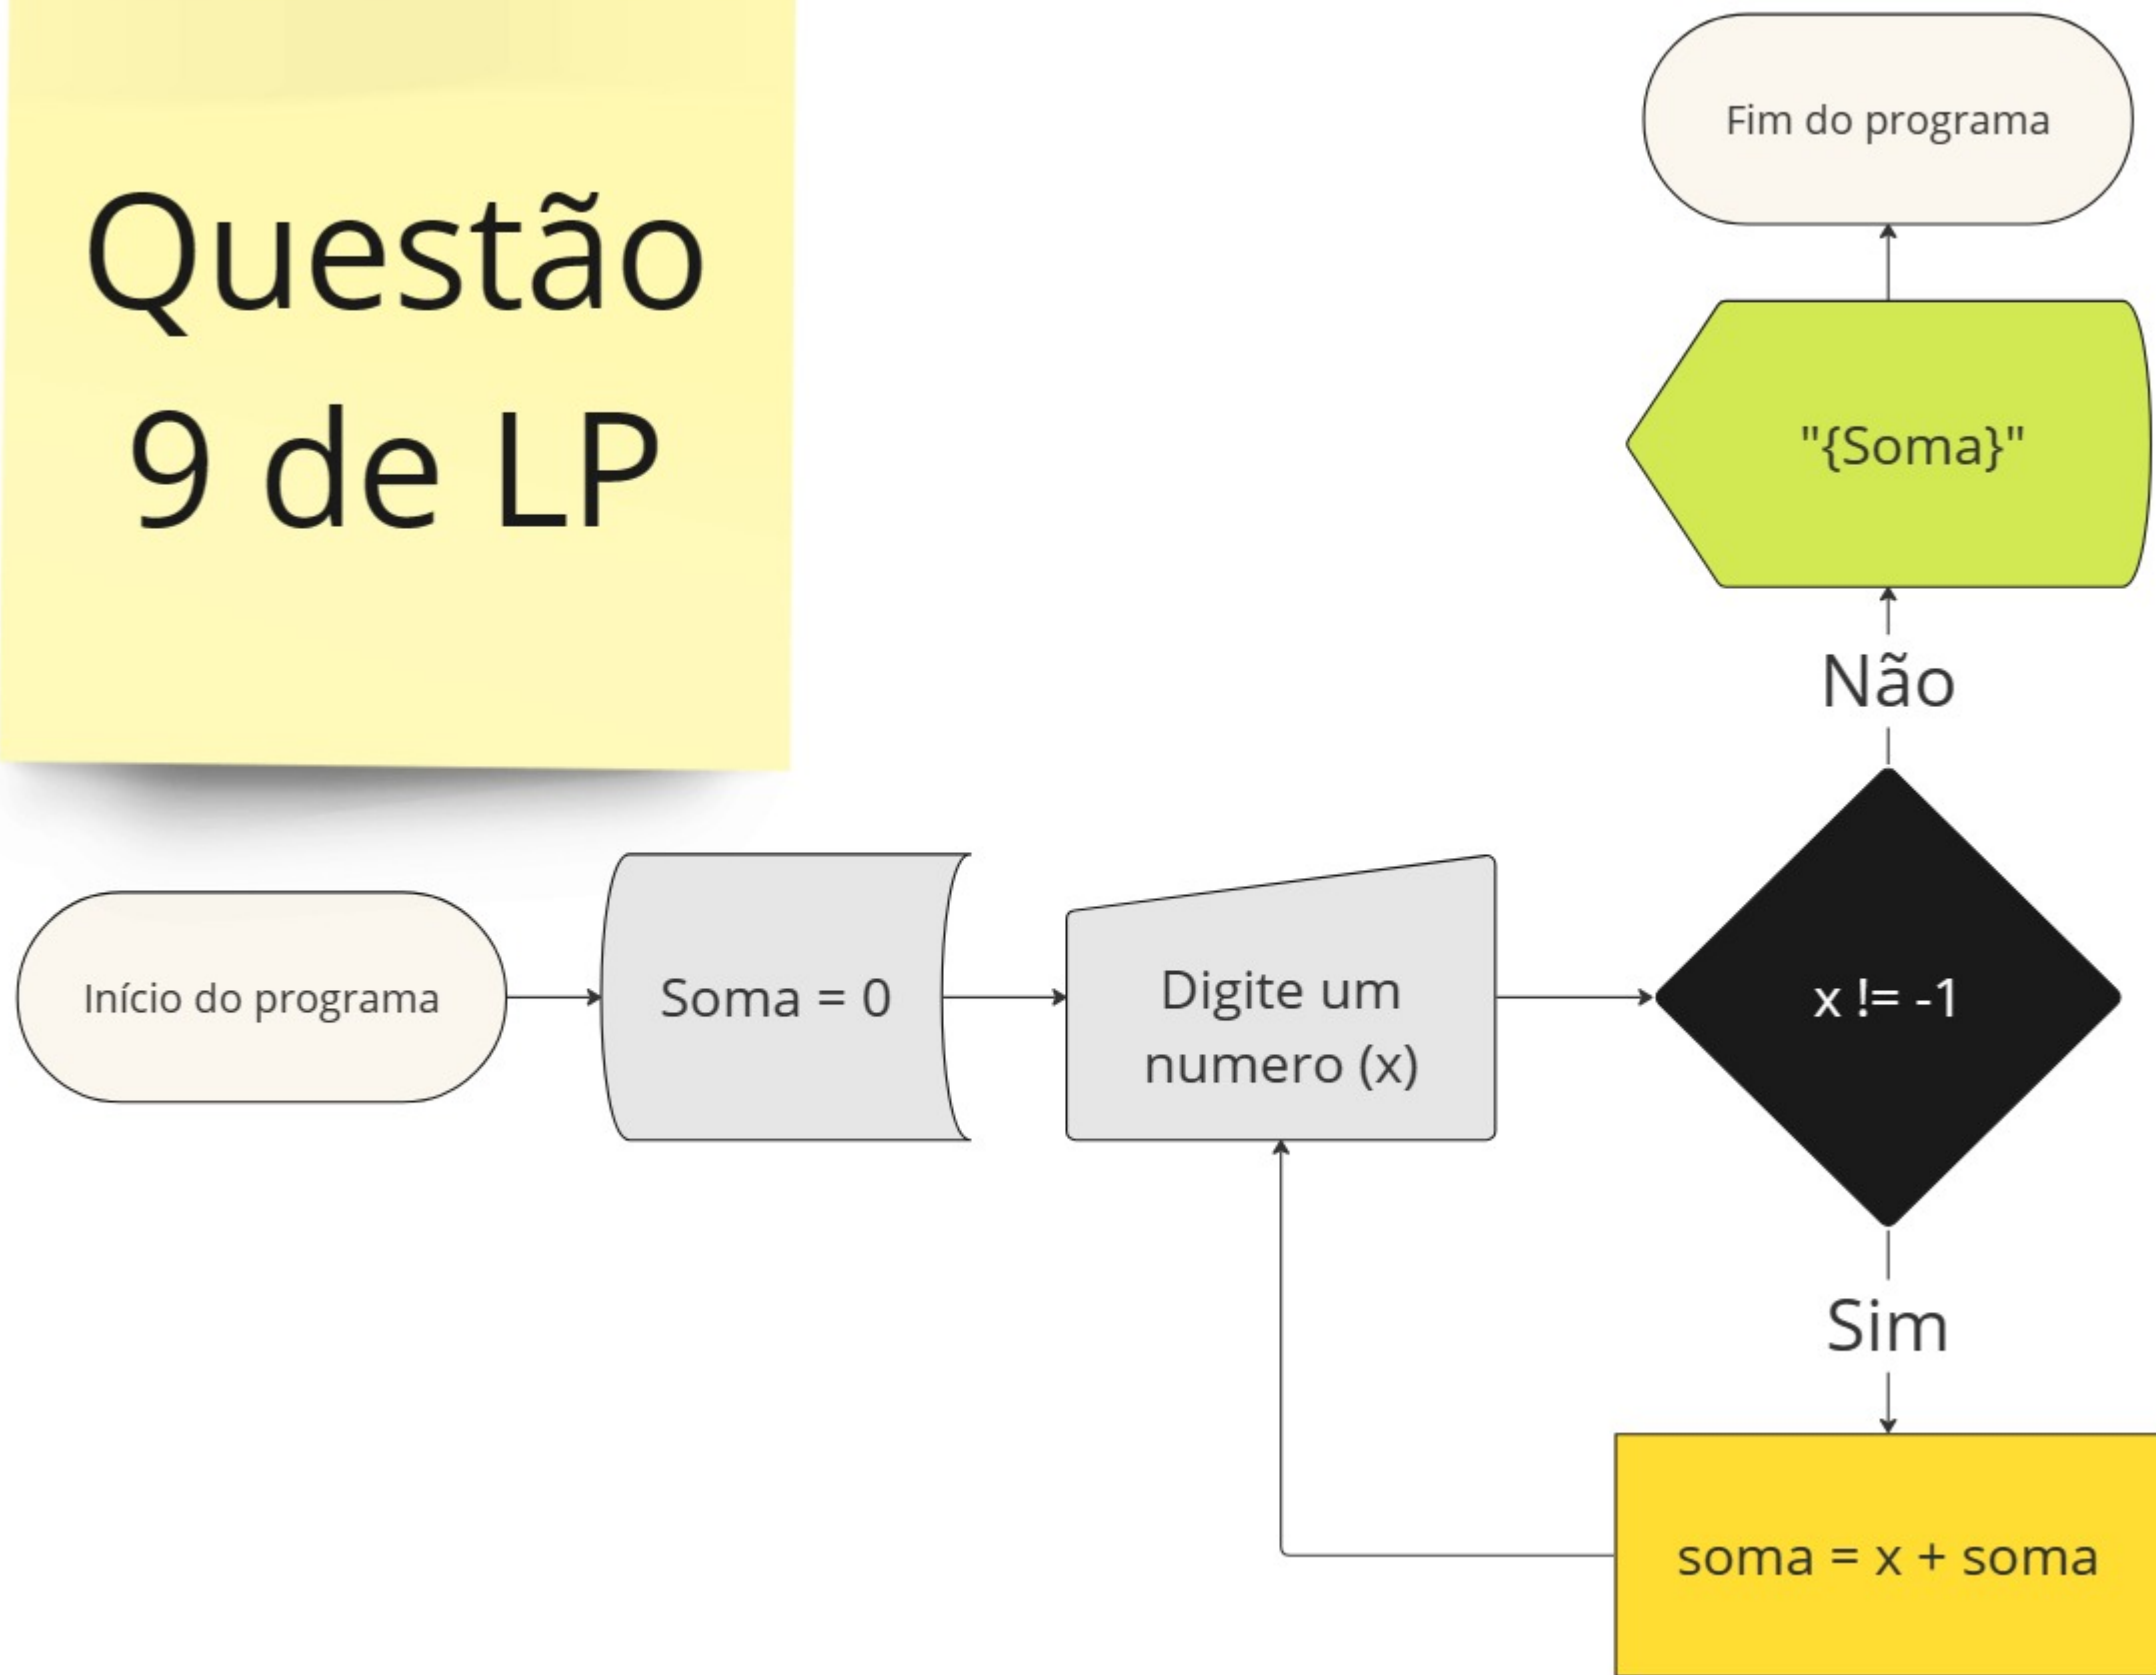 Questão
9 de LP
Início do programa
Soma = 0
Digite um
numero (x)
x != -1
Não
"{Soma}"
Fim do programa
Sim
soma = x + soma